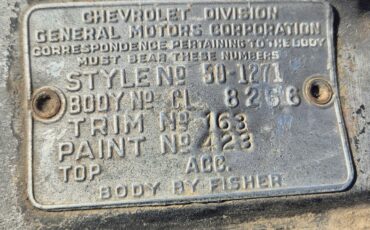 CHEVROLET DIVISION
GENERAL MOTORS CORPORATION
CORRESPONDENCE PERTAINING TO THE BODY
MUST BEAR THESE NUMBERS
STYLE Nº 50-1271
BODY Nº CL 8266
TRIM Nº 163
PAINT Nº 423
TOP ACC.
BODY BY FISHER